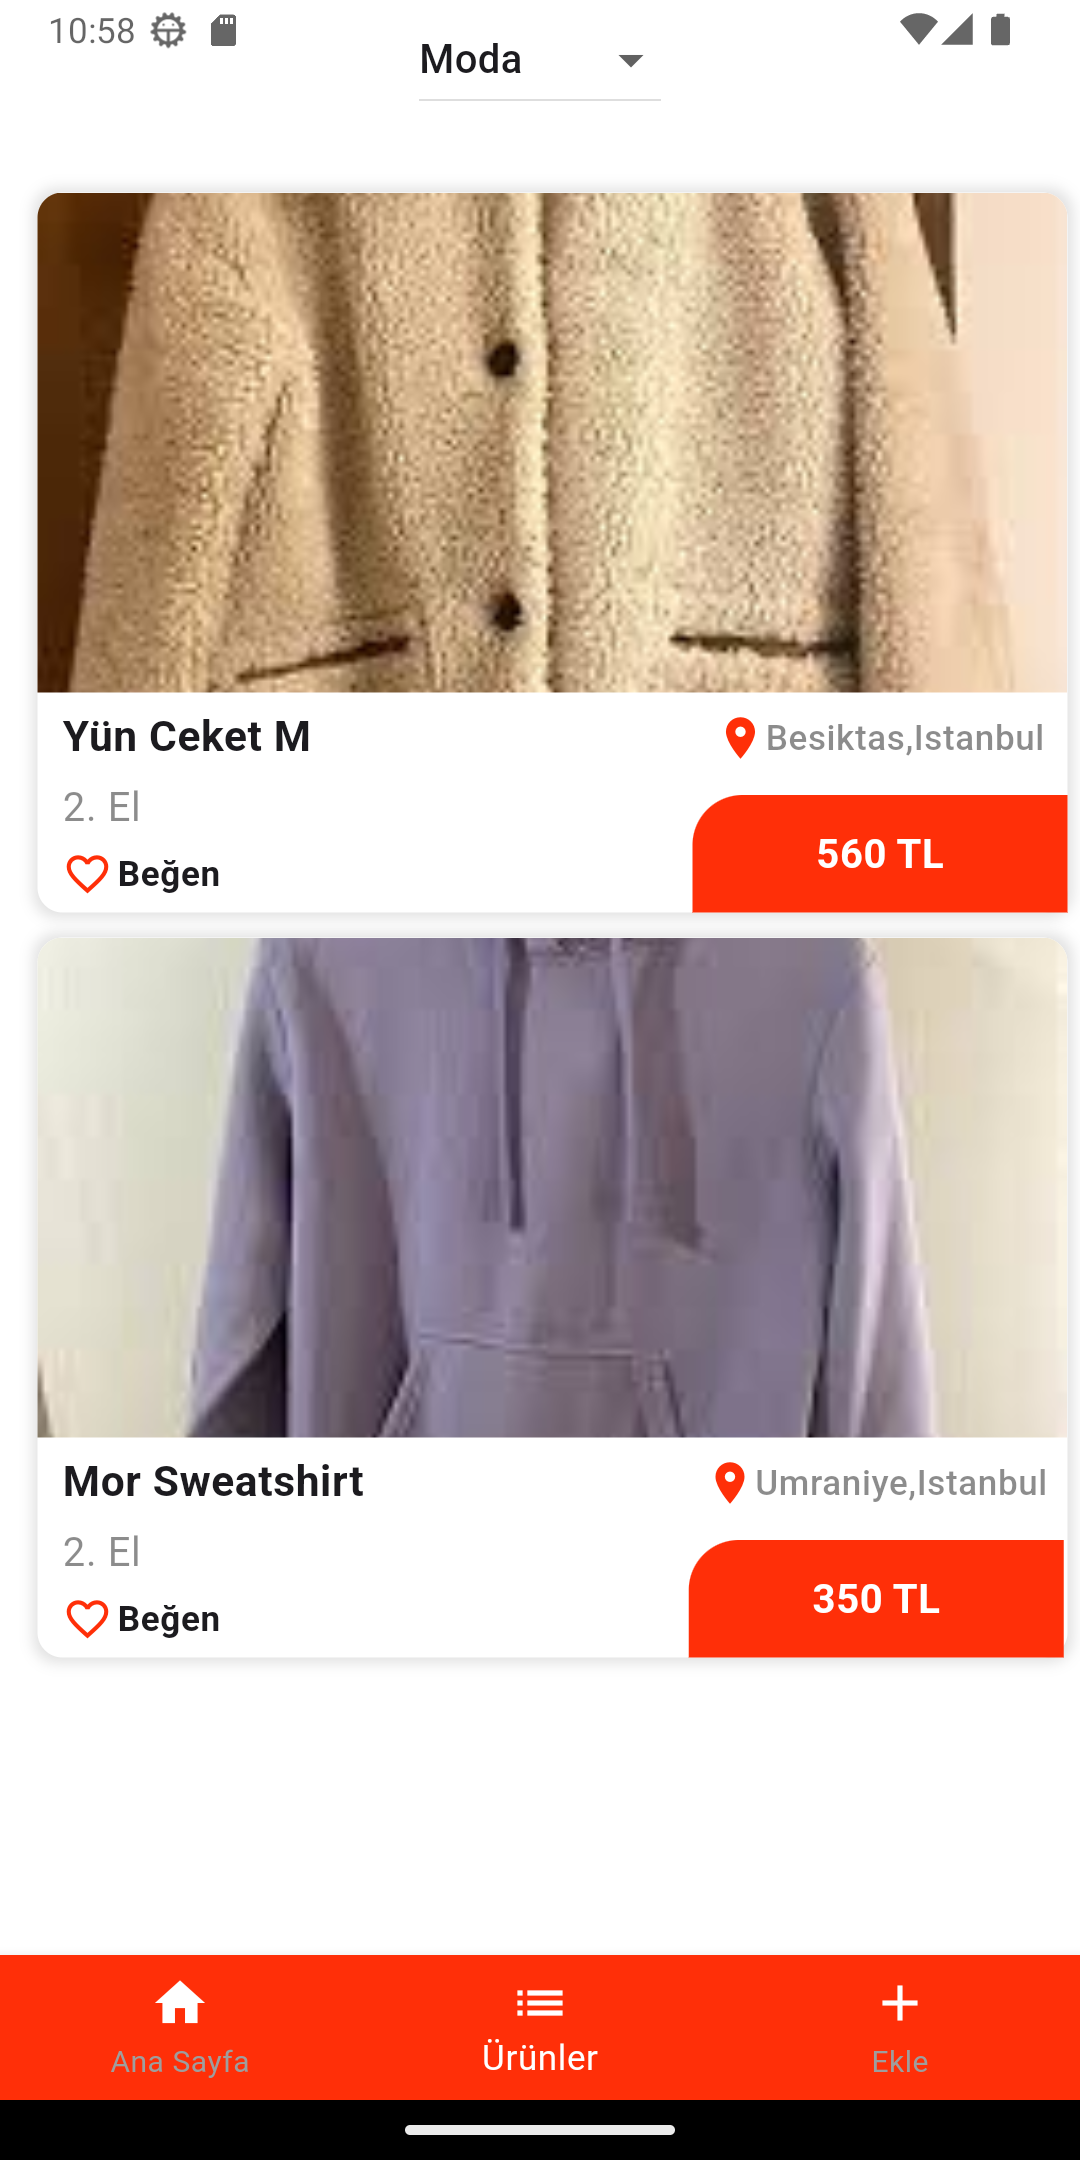 10:58
Moda
Yün Ceket M
Besiktas,Istanbul
2. El
560 TL
Beğen
Mor Sweatshirt
Umraniye,Istanbul
2. El
350 TL
Beğen
Ana Sayfa
Ürünler
Ekle